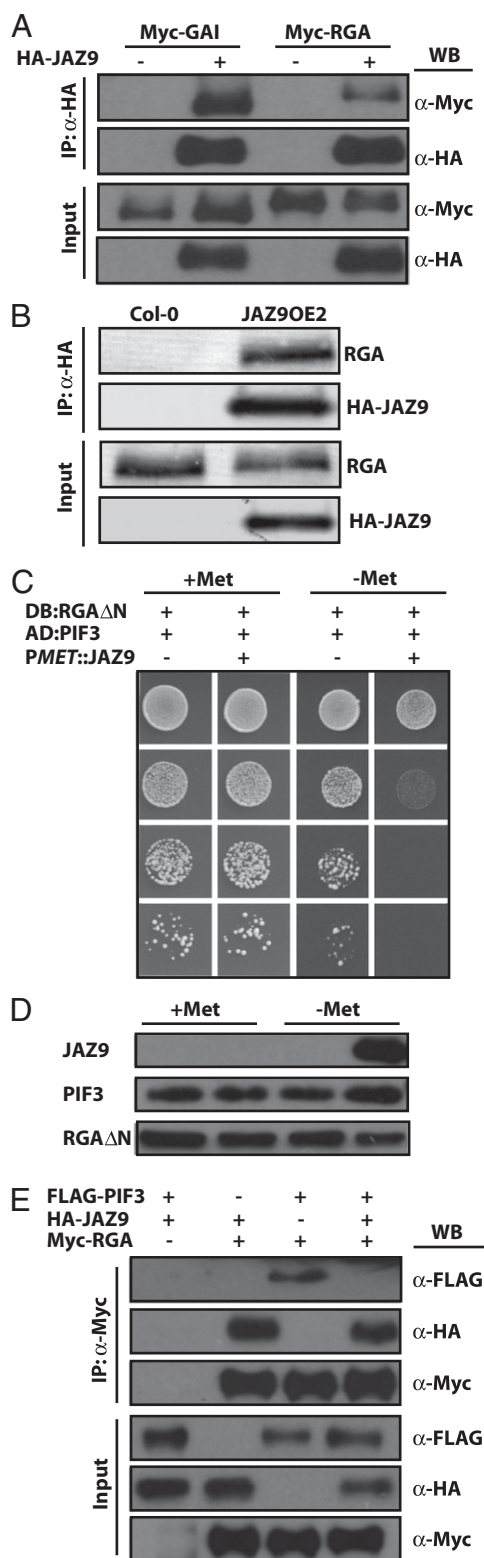 A
Myc-GAI Myc-RGA
HA-JAZ9 - + - + WB
IP: α-HA
α-Myc
α-HA
Input
α-Myc
α-HA
B
Col-0 JAZ9OE2
IP: α-HA
RGA
HA-JAZ9
Input
RGA
HA-JAZ9
C
+Met -Met
DB:RGAΔN + + + +
AD:PIF3 + + + +
PMET::JAZ9 - + - +
D
+Met -Met
JAZ9
PIF3
RGAΔN
E
FLAG-PIF3 + - + +
HA-JAZ9 + + - +
Myc-RGA - + + +
WB
IP: α-Myc
α-FLAG
α-HA
α-Myc
Input
α-FLAG
α-HA
α-Myc